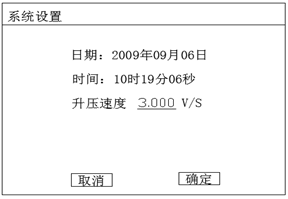 系统设置
日期：2009年09月06日
时间：10时19分06秒
升压速度 3.000 V/S
取消 确定